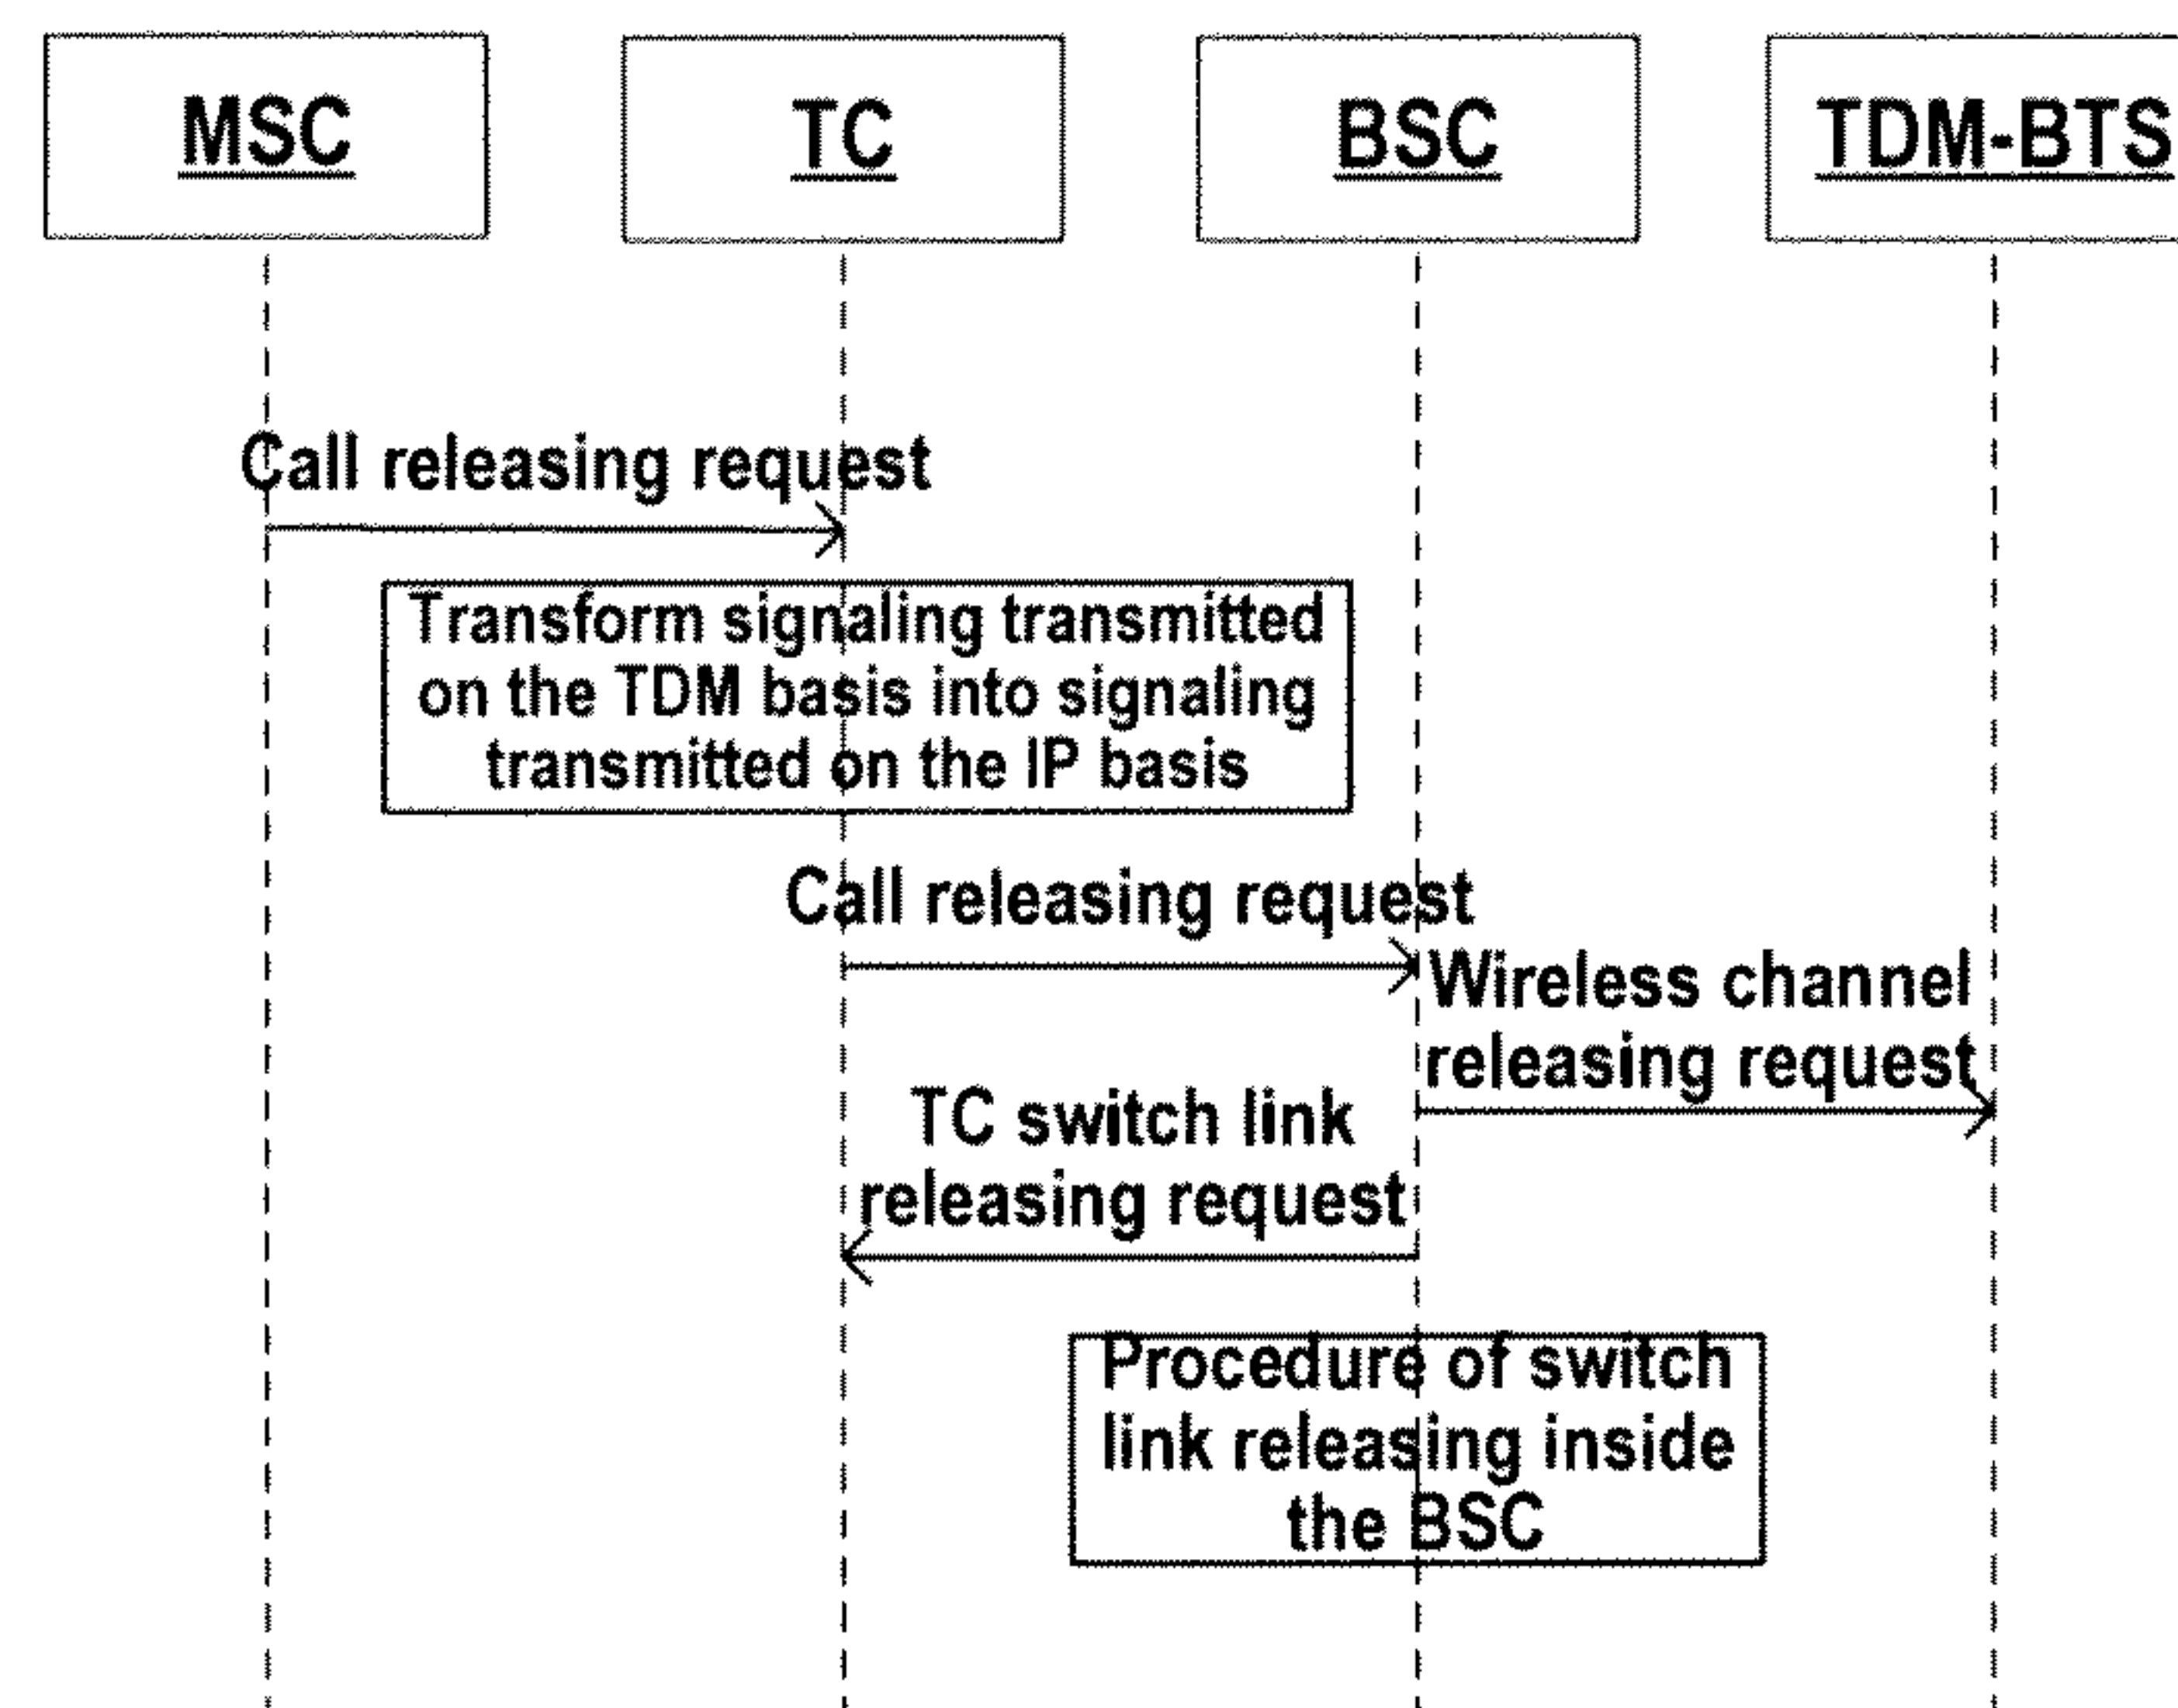 MSC
TC
BSC
TDM-BTS
Call releasing request
Transform signaling transmitted
on the TDM basis into signaling
transmitted on the IP basis
Call releasing request
Wireless channel
releasing request
TC switch link
releasing request
Procedure of switch
link releasing inside
the BSC